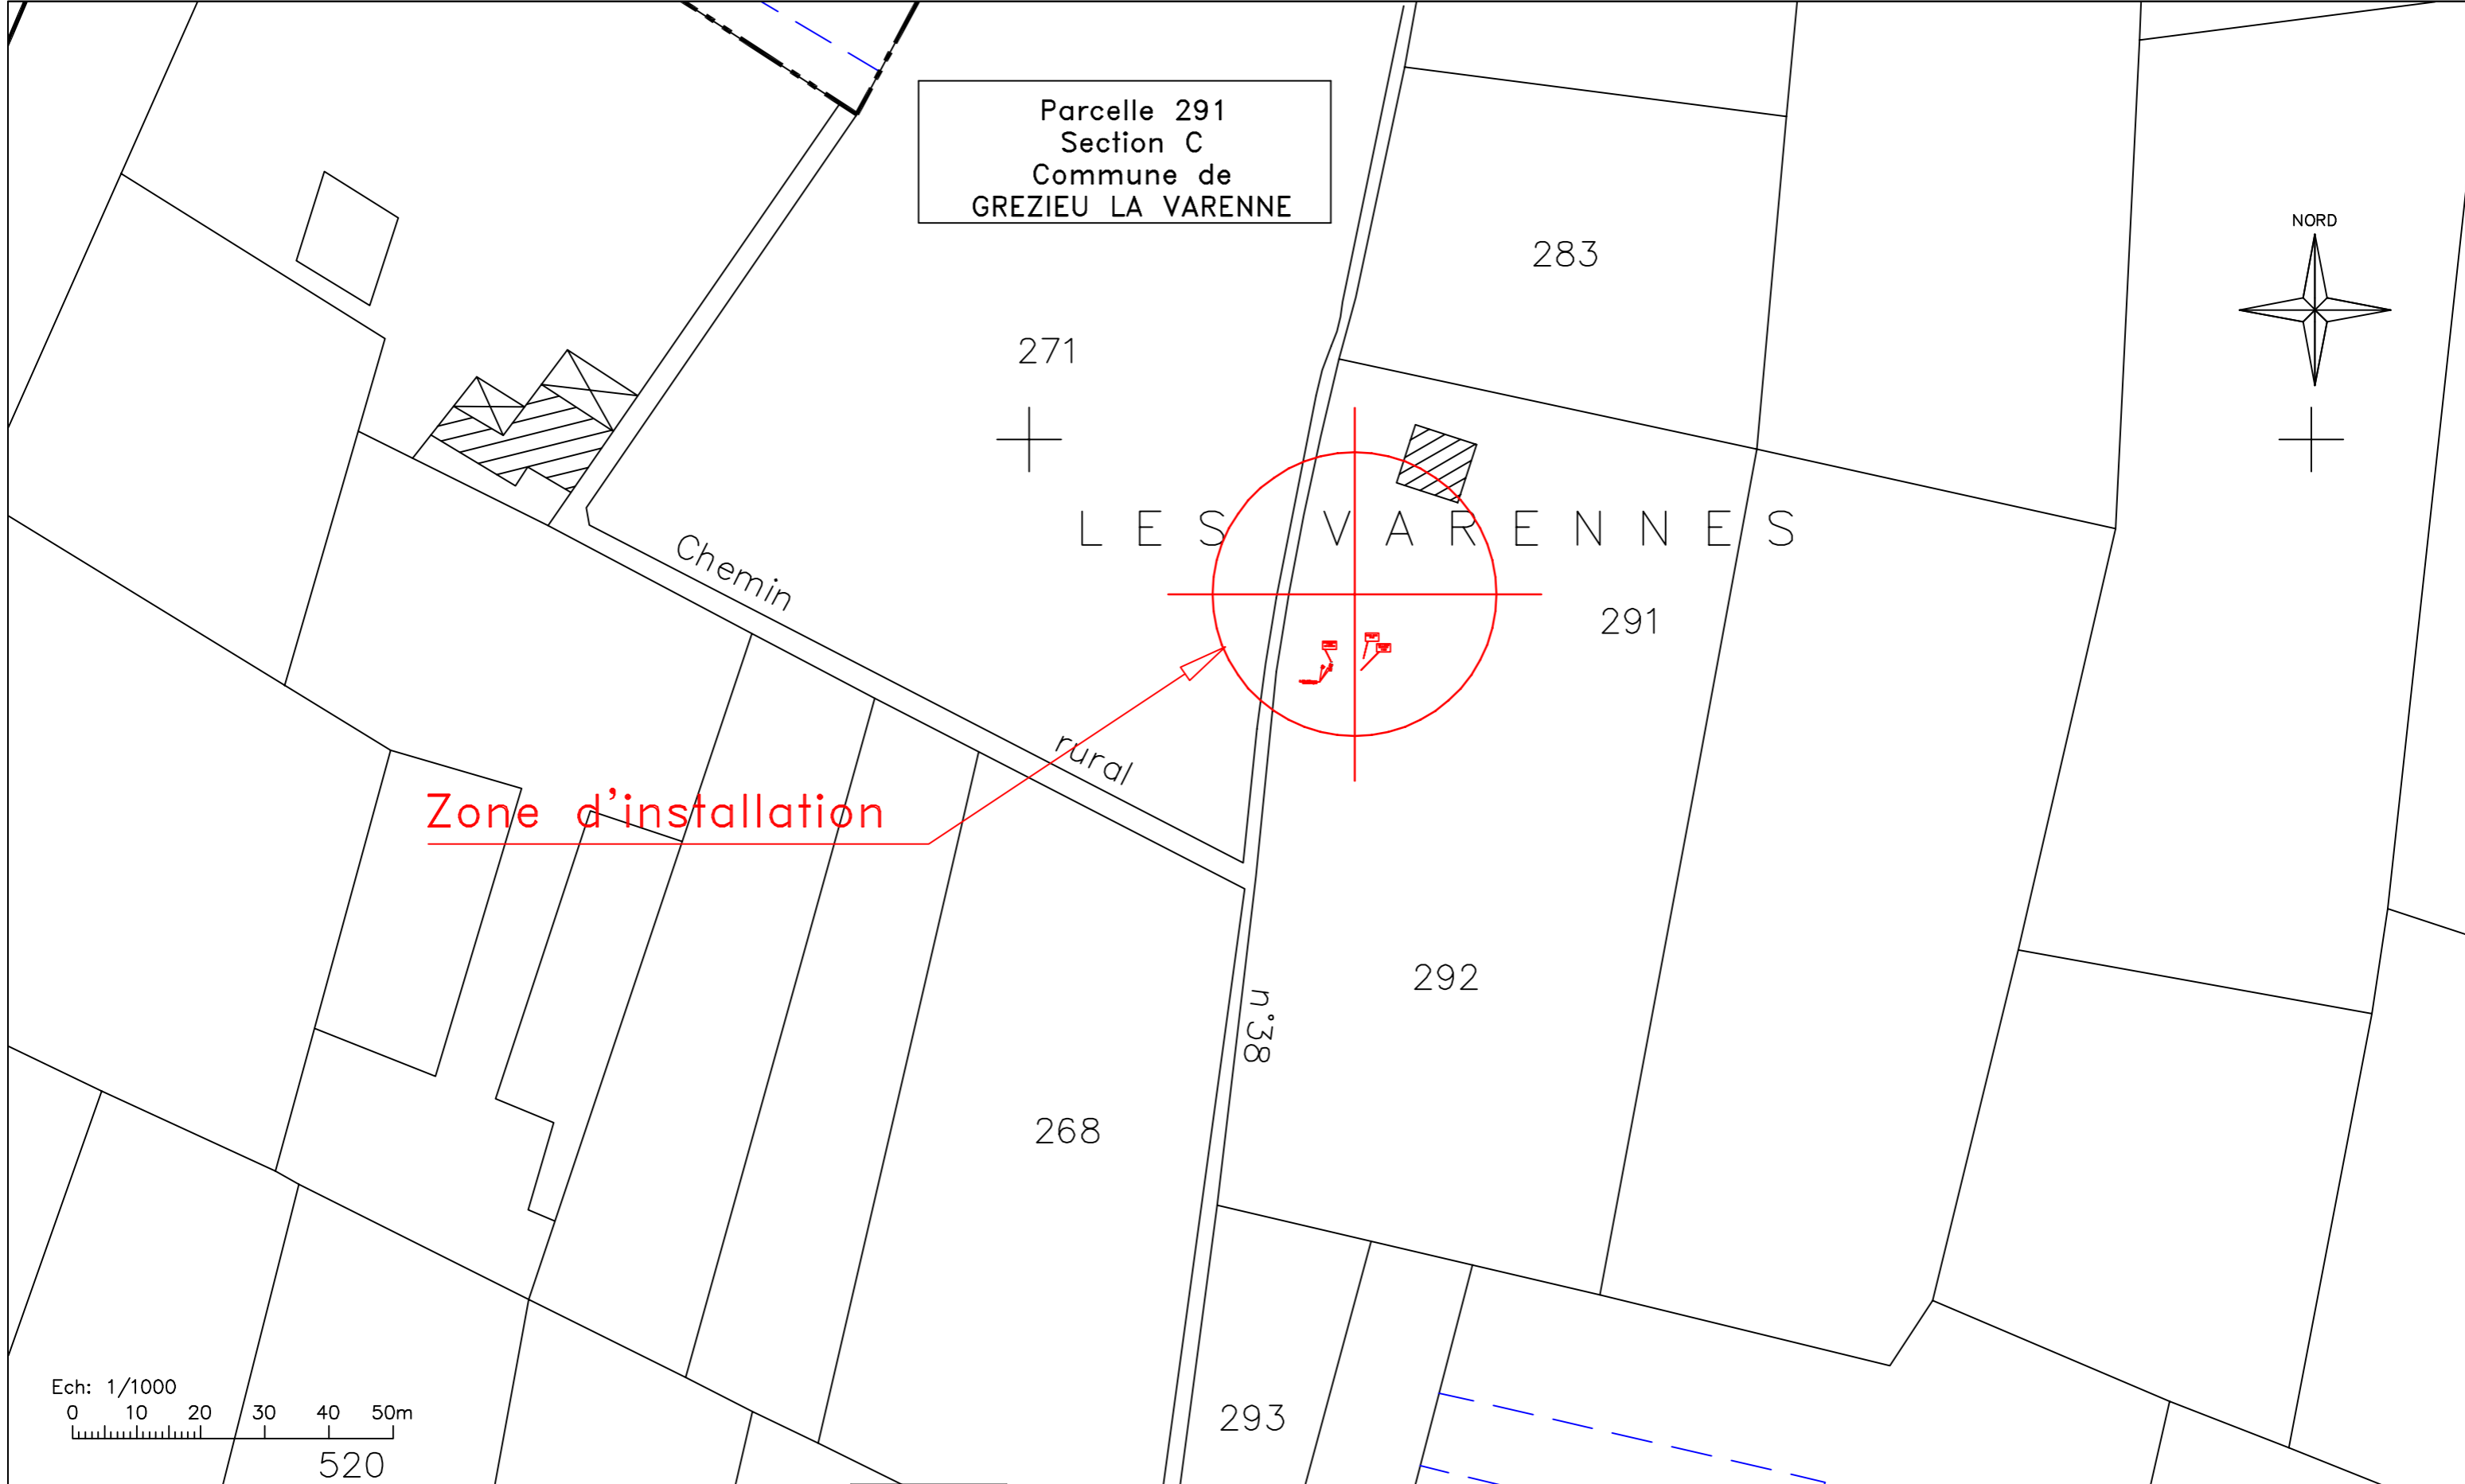 Parcelle 291
Section C
Commune de
GREZIEU LA VARENNE
NORD
283
271
LES VARENNES
Chemin
291
rural
Zone d'installation
292
n°38
268
Ech: 1/1000
0 10 20 30 40 50m
293
520